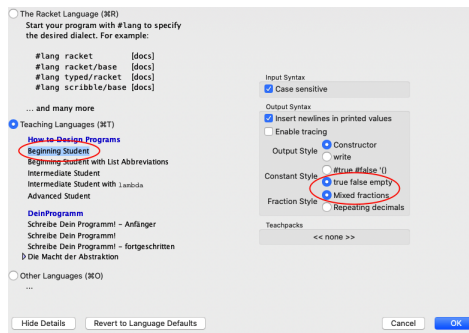 The Racket Language (⌘R)
Start your program with #lang to specify
the desired dialect. For example:
#lang racket [docs]
#lang racket/base [docs]
#lang typed/racket [docs]
#lang scribble/base [docs]
... and many more
Teaching Languages (⌘T)
How to Design Programs
Beginning Student
Beginning Student with List Abbreviations
Intermediate Student
Intermediate Student with lambda
Advanced Student
DeinProgramm
Schreibe Dein Programm! - Anfänger
Schreibe Dein Programm!
Schreibe Dein Programm! - fortgeschritten
Die Macht der Abstraktion
Other Languages (⌘O)
...
Input Syntax
Case sensitive
Output Syntax
Insert newlines in printed values
Enable tracing
Output Style
Constructor
write
Constant Style
#true #false '()
true false empty
Fraction Style
Mixed fractions
Repeating decimals
Teachpacks
<< none >>
Hide Details
Revert to Language Defaults
Cancel
OK